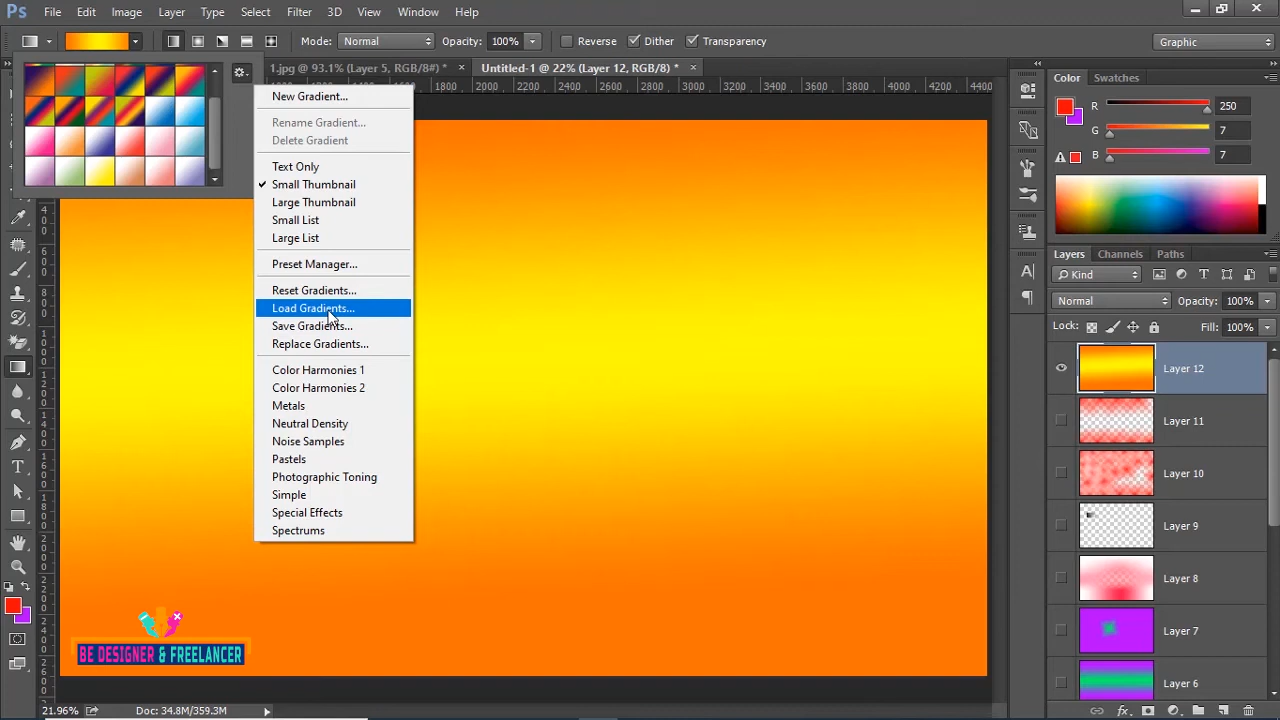 Ps File Edit Image Layer Type Select Filter 3D View Window Help
Mode: Normal Opacity: 100% Reverse Dither Transparency Graphic
1.jpg @ 93.1% (Layer 5, RGB/8#) * × Untitled-1 @ 22% (Layer 12, RGB/8) * ×
2000 2200 2400 2600 2800 3000 3200 3400 3600 3800 4000 4200 4400
New Gradient...
Rename Gradient...
Delete Gradient
Text Only
Small Thumbnail
Large Thumbnail
Small List
Large List
Preset Manager...
Reset Gradients...
Load Gradients...
Save Gradients...
Replace Gradients...
Color Harmonies 1
Color Harmonies 2
Metals
Neutral Density
Noise Samples
Pastels
Photographic Toning
Simple
Special Effects
Spectrums
BE DESIGNER & FREELANCER
21.96% Doc: 34.8M/359.3M
Color Swatches
R 250
G 7
B 7
Layers Channels Paths
Kind
Normal Opacity: 100%
Lock: Fill: 100%
Layer 12
Layer 11
Layer 10
Layer 9
Layer 8
Layer 7
Layer 6